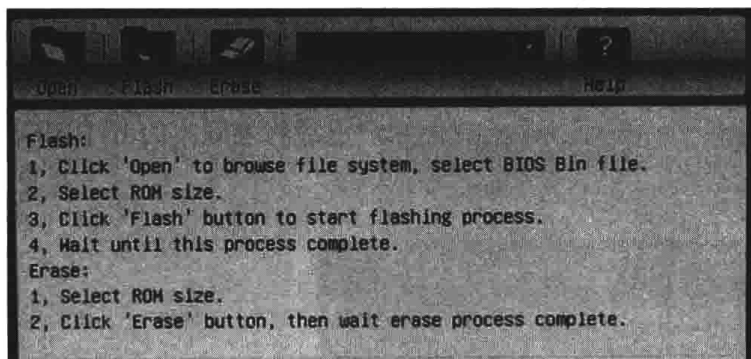 Open Flash Erase Help
Flash:
1, Click 'Open' to browse file system, select BIOS Bin file.
2, Select ROM size.
3, Click 'Flash' button to start flashing process.
4, Wait until this process complete.
Erase:
1, Select ROM size.
2, Click 'Erase' button, then wait erase process complete.